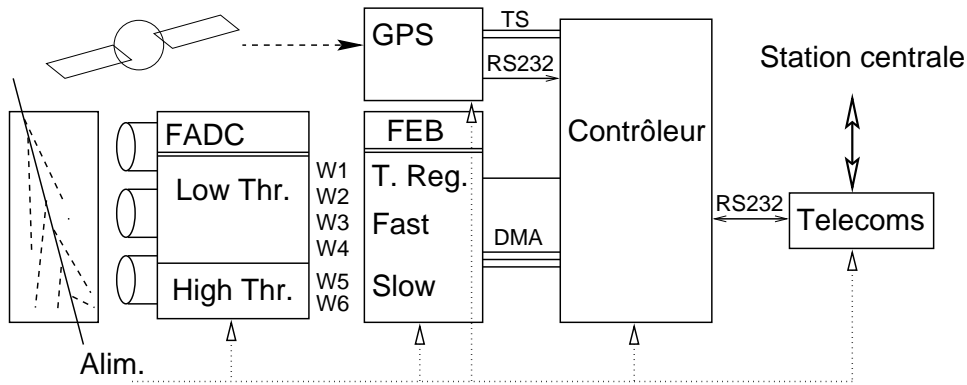 GPS
TS
RS232
Station centrale
FADC
Low Thr.
High Thr.
W1
W2
W3
W4
W5
W6
FEB
T. Reg.
Fast
Slow
DMA
Contrôleur
RS232
Telecoms
Alim.